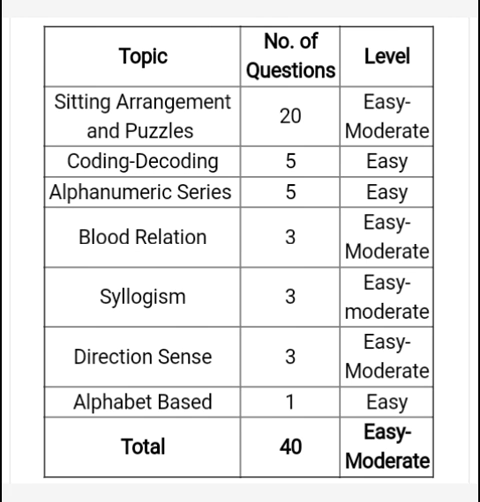 Topic No. of Questions Level
Sitting Arrangement and Puzzles 20 Easy-Moderate
Coding-Decoding 5 Easy
Alphanumeric Series 5 Easy
Blood Relation 3 Easy-Moderate
Syllogism 3 Easy-moderate
Direction Sense 3 Easy-Moderate
Alphabet Based 1 Easy
Total 40 Easy-Moderate